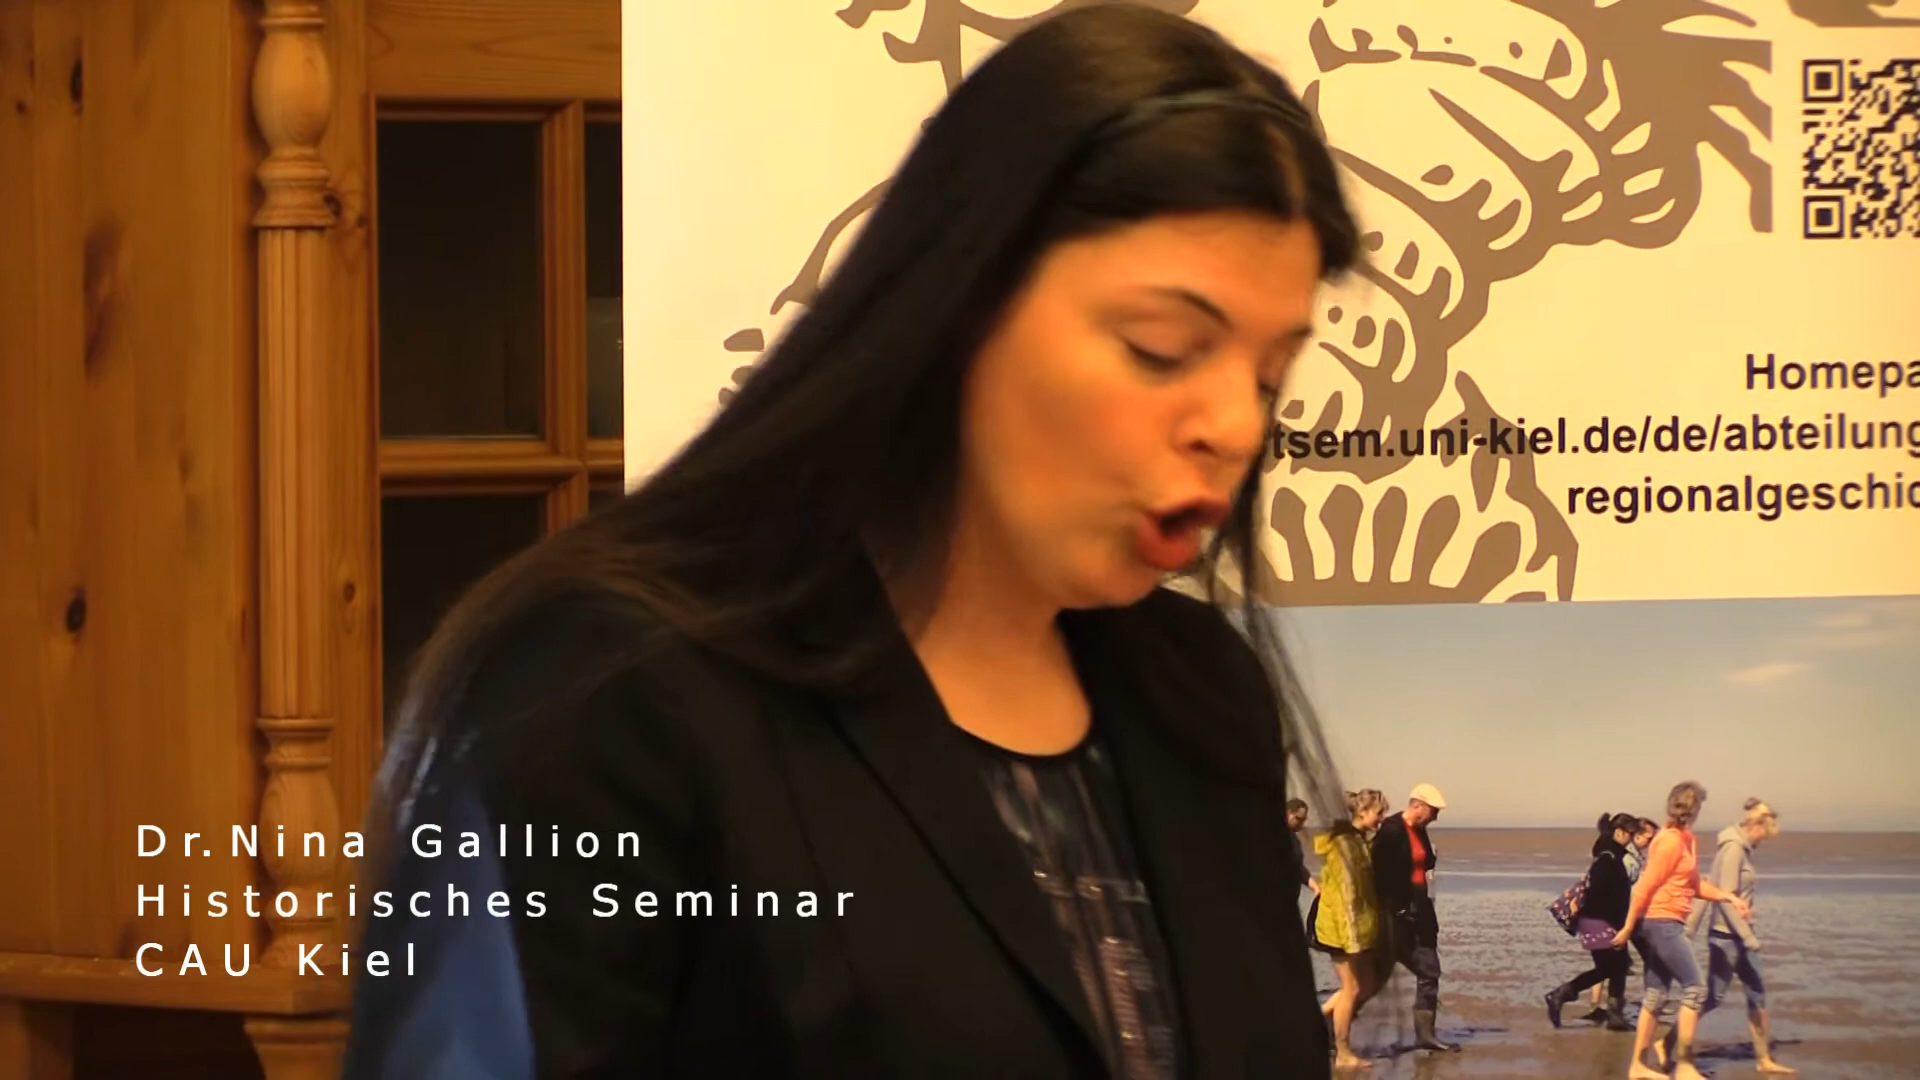 Homepa
tsem.uni-kiel.de/de/abteilung
regionalgeschic
Dr.Nina Gallion
Historisches Seminar
CAU Kiel